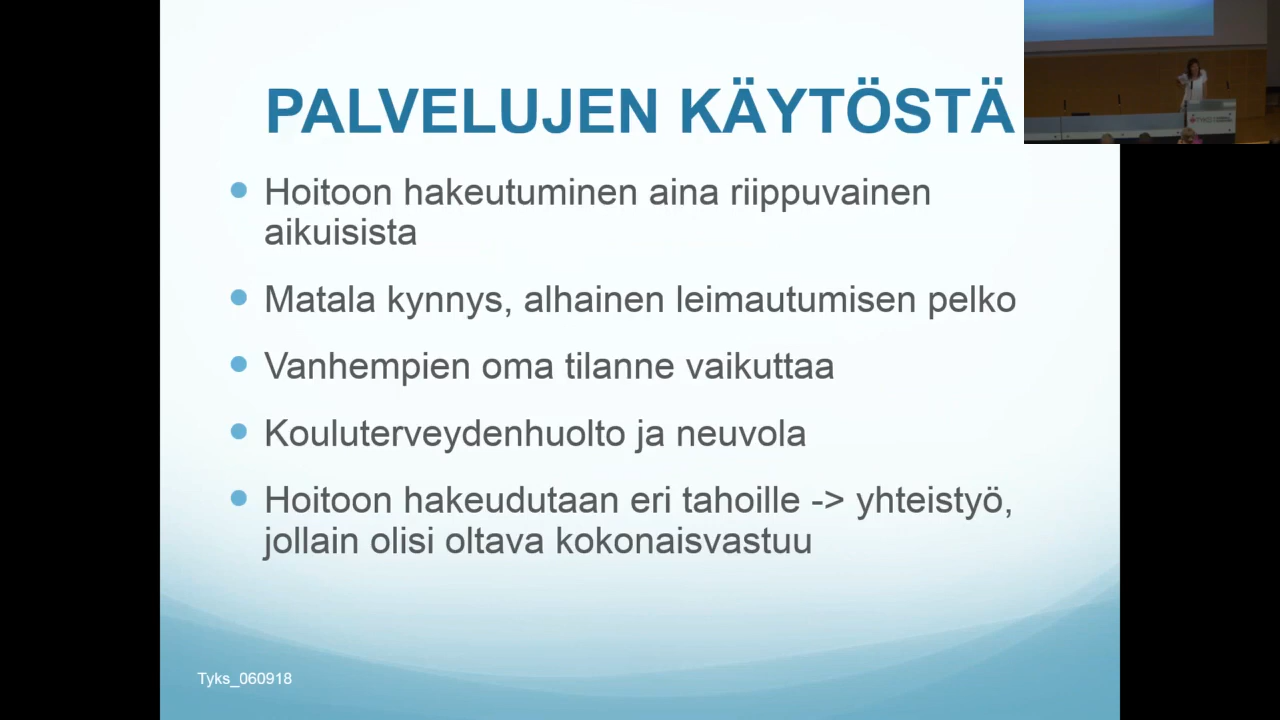 PALVELUJEN KÄYTÖSTÄ
Hoitoon hakeutuminen aina riippuvainen
aikuisista
Matala kynnys, alhainen leimautumisen pelko
Vanhempien oma tilanne vaikuttaa
Kouluterveydenhuolto ja neuvola
Hoitoon hakeudutaan eri tahoille -> yhteistyö,
jollain olisi oltava kokonaisvastuu
Tyks_060918